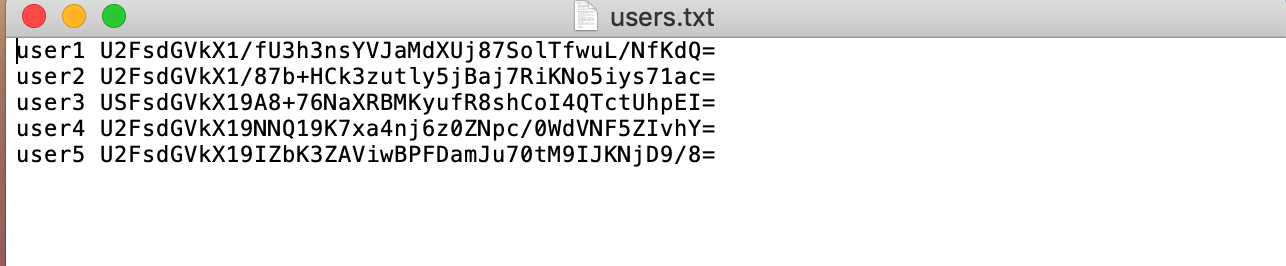 users.txt
user1 U2FsdGVkX1/fU3h3nsYVJaMdXUj87SolTfwuL/NfKdQ=
user2 U2FsdGVkX1/87b+HCk3zutly5jBaj7RiKNo5iys71ac=
user3 USFsdGVkX19A8+76NaXRBMKyufR8shCoI4QTctUhpEI=
user4 U2FsdGVkX19NNQ19K7xa4nj6z0ZNpc/0WdVNF5ZIvhY=
user5 U2FsdGVkX19IZbK3ZAViwBPFDamJu70tM9IJKNjD9/8=